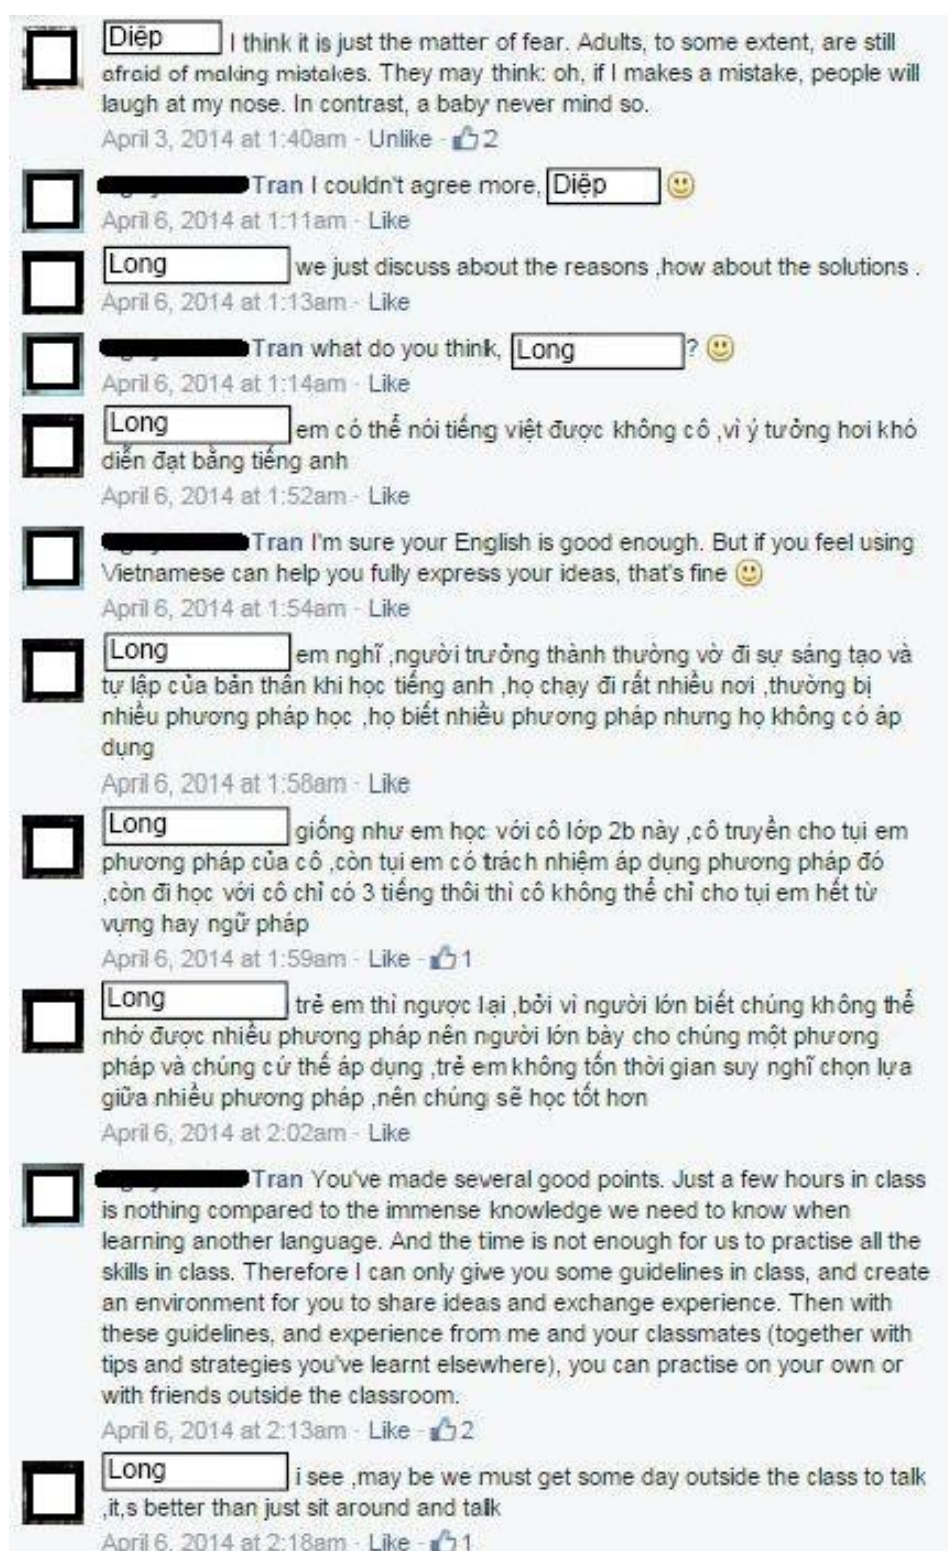 Diệp I think it is just the matter of fear. Adults, to some extent, are still
afraid of making mistakes. They may think: oh, if I makes a mistake, people will
laugh at my nose. In contrast, a baby never mind so.
April 3, 2014 at 1:40am · Unlike · 2
Tran I couldn't agree more, Diệp
April 6, 2014 at 1:11am · Like
Long we just discuss about the reasons ,how about the solutions .
April 6, 2014 at 1:13am · Like
Tran what do you think, Long ?
April 6, 2014 at 1:14am · Like
Long em có thể nói tiếng việt được không cô ,vì ý tưởng hơi khó
diễn đạt bằng tiếng anh
April 6, 2014 at 1:52am · Like
Tran I'm sure your English is good enough. But if you feel using
Vietnamese can help you fully express your ideas, that's fine
April 6, 2014 at 1:54am · Like
Long em nghĩ ,người trưởng thành thường vờ đi sự sáng tạo và
tự lập của bản thân khi học tiếng anh ,họ chạy đi rất nhiều nơi ,thường bị
nhiều phương pháp học ,họ biết nhiều phương pháp nhưng họ không có áp
dụng
April 6, 2014 at 1:58am · Like
Long giống như em học với cô lớp 2b này ,cô truyền cho tụi em
phương pháp của cô ,còn tụi em có trách nhiệm áp dụng phương pháp đó
,còn đi học với cô chỉ có 3 tiếng thôi thì cô không thể chỉ cho tụi em hết từ
vựng hay ngữ pháp
April 6, 2014 at 1:59am · Like · 1
Long trẻ em thì ngược lại ,bởi vì người lớn biết chúng không thể
nhớ được nhiều phương pháp nên người lớn bày cho chúng một phương
pháp và chúng cứ thế áp dụng ,trẻ em không tốn thời gian suy nghĩ chọn lựa
giữa nhiều phương pháp ,nên chúng sẽ học tốt hơn
April 6, 2014 at 2:02am · Like
Tran You've made several good points. Just a few hours in class
is nothing compared to the immense knowledge we need to know when
learning another language. And the time is not enough for us to practise all the
skills in class. Therefore I can only give you some guidelines in class, and create
an environment for you to share ideas and exchange experience. Then with
these guidelines, and experience from me and your classmates (together with
tips and strategies you've learnt elsewhere), you can practise on your own or
with friends outside the classroom.
April 6, 2014 at 2:13am · Like · 2
Long i see ,may be we must get some day outside the class to talk
,it,s better than just sit around and talk
April 6, 2014 at 2:18am · Like · 1